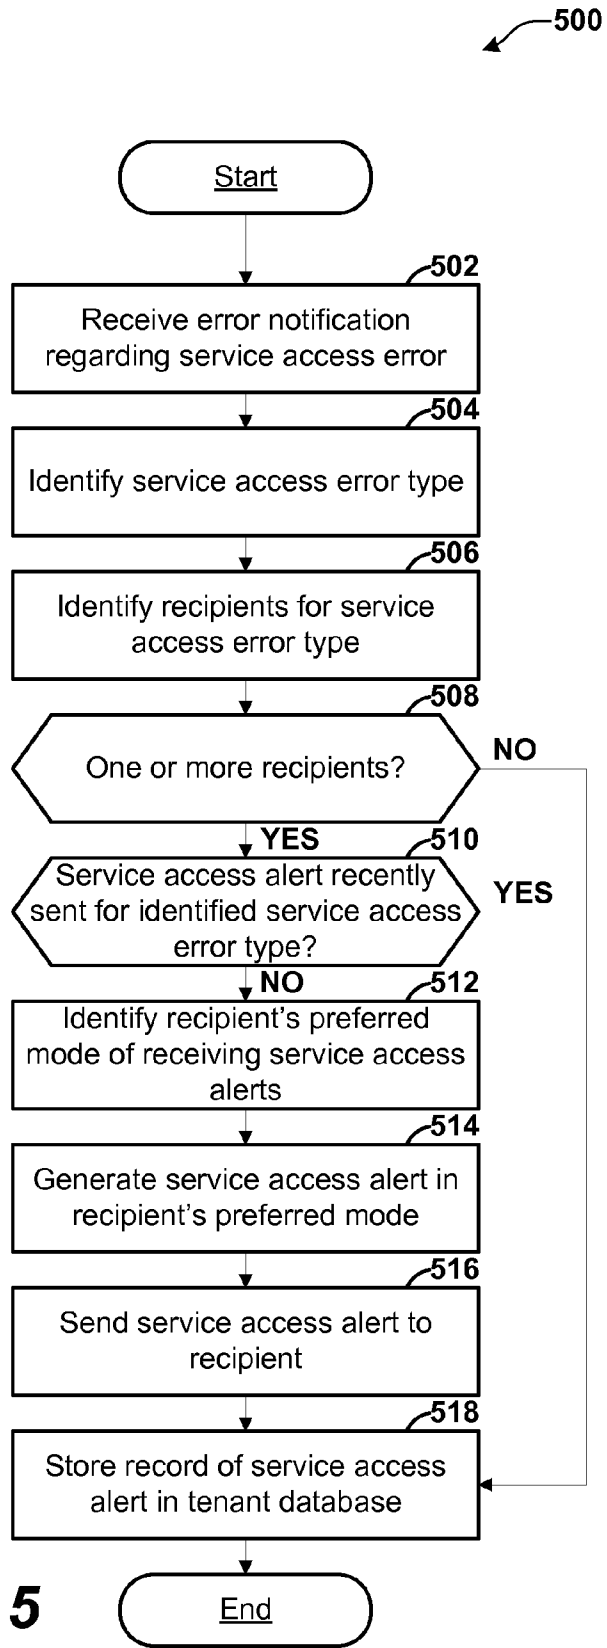 500
Start
502
Receive error notification
regarding service access error
504
Identify service access error type
506
Identify recipients for service
access error type
508
One or more recipients?
NO
YES
510
Service access alert recently
sent for identified service access
error type?
YES
NO
512
Identify recipient's preferred
mode of receiving service access
alerts
514
Generate service access alert in
recipient's preferred mode
516
Send service access alert to
recipient
518
Store record of service access
alert in tenant database
5
End